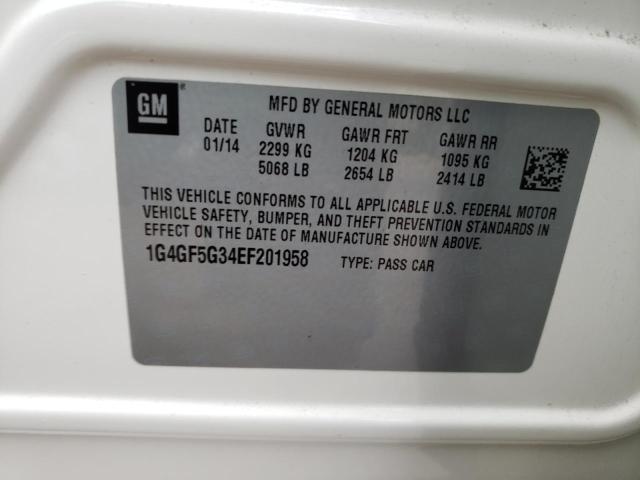 GM
MFD BY GENERAL MOTORS LLC
DATE GVWR GAWR FRT GAWR RR
01/14 2299 KG 1204 KG 1095 KG
5068 LB 2654 LB 2414 LB
THIS VEHICLE CONFORMS TO ALL APPLICABLE U.S. FEDERAL MOTOR
VEHICLE SAFETY, BUMPER, AND THEFT PREVENTION STANDARDS IN
EFFECT ON THE DATE OF MANUFACTURE SHOWN ABOVE.
1G4GF5G34EF201958 TYPE: PASS CAR